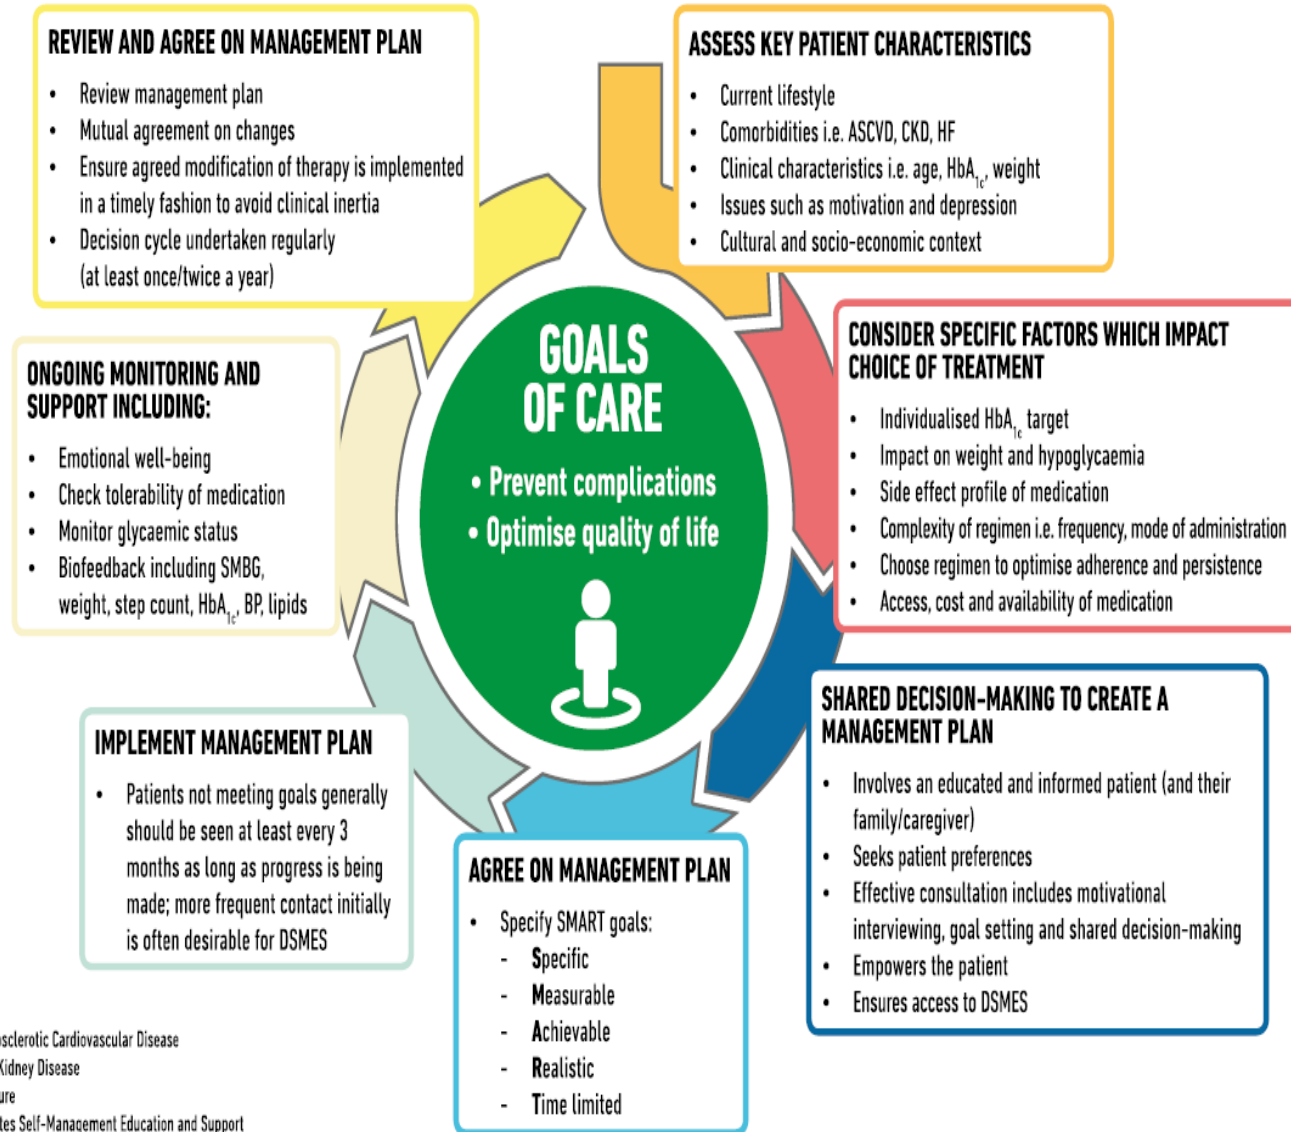 REVIEW AND AGREE ON MANAGEMENT PLAN
• Review management plan
• Mutual agreement on changes
• Ensure agreed modification of therapy is implemented
in a timely fashion to avoid clinical inertia
• Decision cycle undertaken regularly
(at least once/twice a year)
ASSESS KEY PATIENT CHARACTERISTICS
• Current lifestyle
• Comorbidities i.e. ASCVD, CKD, HF
• Clinical characteristics i.e. age, HbA1c, weight
• Issues such as motivation and depression
• Cultural and socio-economic context
CONSIDER SPECIFIC FACTORS WHICH IMPACT
CHOICE OF TREATMENT
• Individualised HbA1c target
• Impact on weight and hypoglycaemia
• Side effect profile of medication
• Complexity of regimen i.e. frequency, mode of administration
• Choose regimen to optimise adherence and persistence
• Access, cost and availability of medication
SHARED DECISION-MAKING TO CREATE A
MANAGEMENT PLAN
• Involves an educated and informed patient (and their
family/caregiver)
• Seeks patient preferences
• Effective consultation includes motivational
interviewing, goal setting and shared decision-making
• Empowers the patient
• Ensures access to DSMES
AGREE ON MANAGEMENT PLAN
• Specify SMART goals:
- Specific
- Measurable
- Achievable
- Realistic
- Time limited
IMPLEMENT MANAGEMENT PLAN
• Patients not meeting goals generally
should be seen at least every 3
months as long as progress is being
made; more frequent contact initially
is often desirable for DSMES
ONGOING MONITORING AND
SUPPORT INCLUDING:
• Emotional well-being
• Check tolerability of medication
• Monitor glycaemic status
• Biofeedback including SMBG,
weight, step count, HbA1c, BP, lipids
GOALS
OF CARE
• Prevent complications
• Optimise quality of life
Cardiovascular Disease
Kidney Disease
Self-Management Education and Support